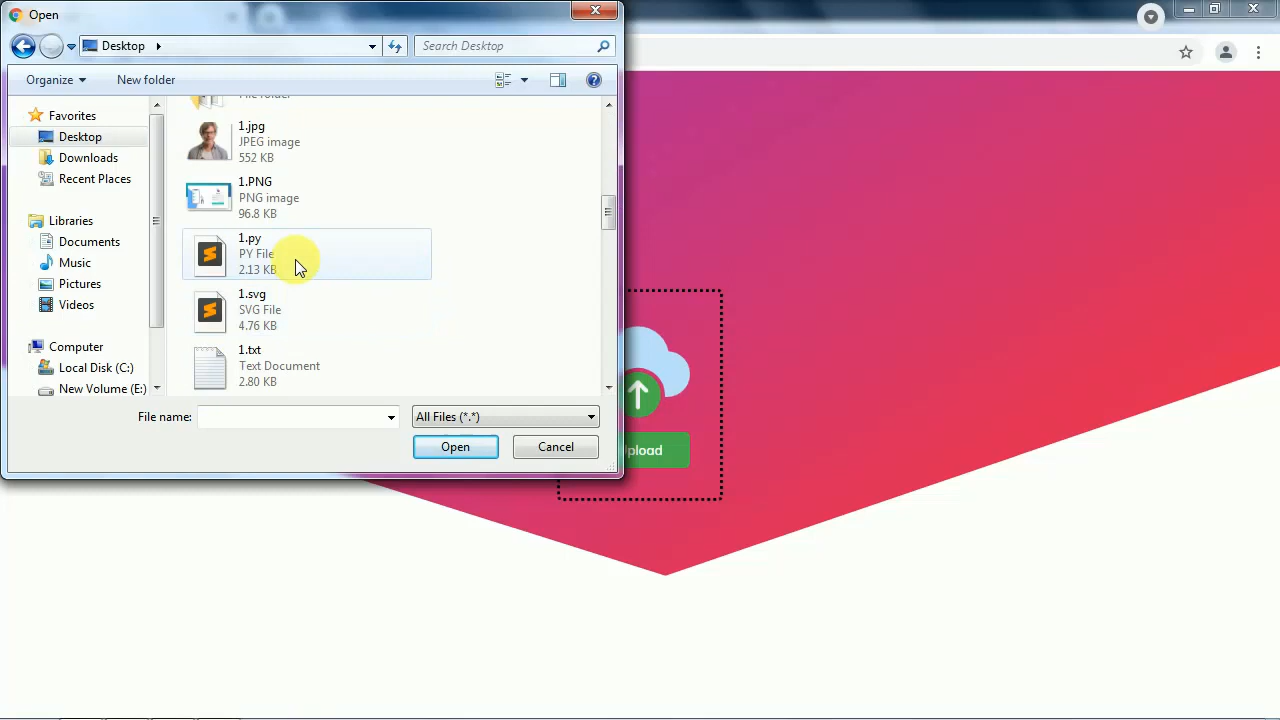 Open
Desktop
Search Desktop
Organize
New folder
Favorites
Desktop
Downloads
Recent Places
Libraries
Documents
Music
Pictures
Videos
Computer
Local Disk (C:)
New Volume (E:)
File folder
1.jpg
JPEG image
552 KB
1.PNG
PNG image
96.8 KB
1.py
PY File
2.13 KB
1.svg
SVG File
4.76 KB
1.txt
Text Document
2.80 KB
File name:
All Files (*.*)
Open
Cancel
pload